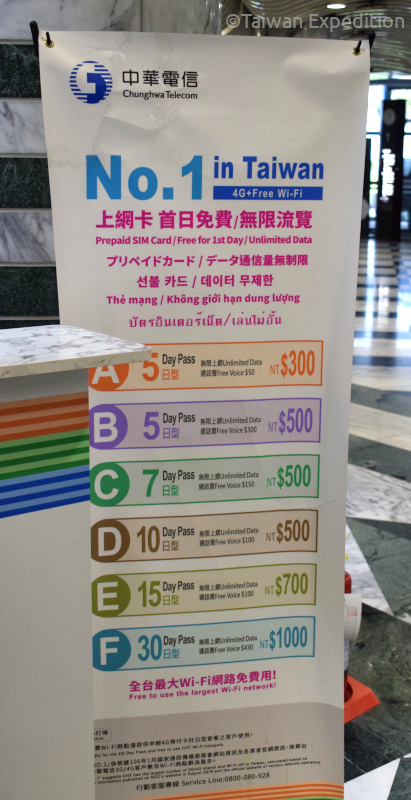 ©Taiwan Expedition
中華電信
Chunghwa Telecom
No.1 in Taiwan
4G+Free Wi-Fi
上網卡 首日免費/無限流覽
Prepaid SIM Card/Free for 1st Day/Unlimited Data
プリペイドカード/データ通信量無制限
선불 카드/데이터 무제한
Thẻ mạng/Không giới hạn dung lượng
บัตรอินเตอร์เน็ต/เล่นไม่อั้น
A 5 Day Pass 日型 無限上網Unlimited Data 通話費Free Voice $50 NT$300
B 5 Day Pass 日型 無限上網Unlimited Data 通話費Free Voice $300 NT$500
C 7 Day Pass 日型 無限上網Unlimited Data 通話費Free Voice $150 NT$500
D 10 Day Pass 日型 無限上網Unlimited Data 通話費Free Voice $100 NT$500
E 15 Day Pass 日型 無限上網Unlimited Data 通話費Free Voice $100 NT$700
F 30 Day Pass 日型 無限上網Unlimited Data 通話費Free Voice $430 NT$1000
全台最大Wi-Fi網路免費用!
Free to use the largest Wi-Fi network!
行動客服專線 Service Line:0800-080-928